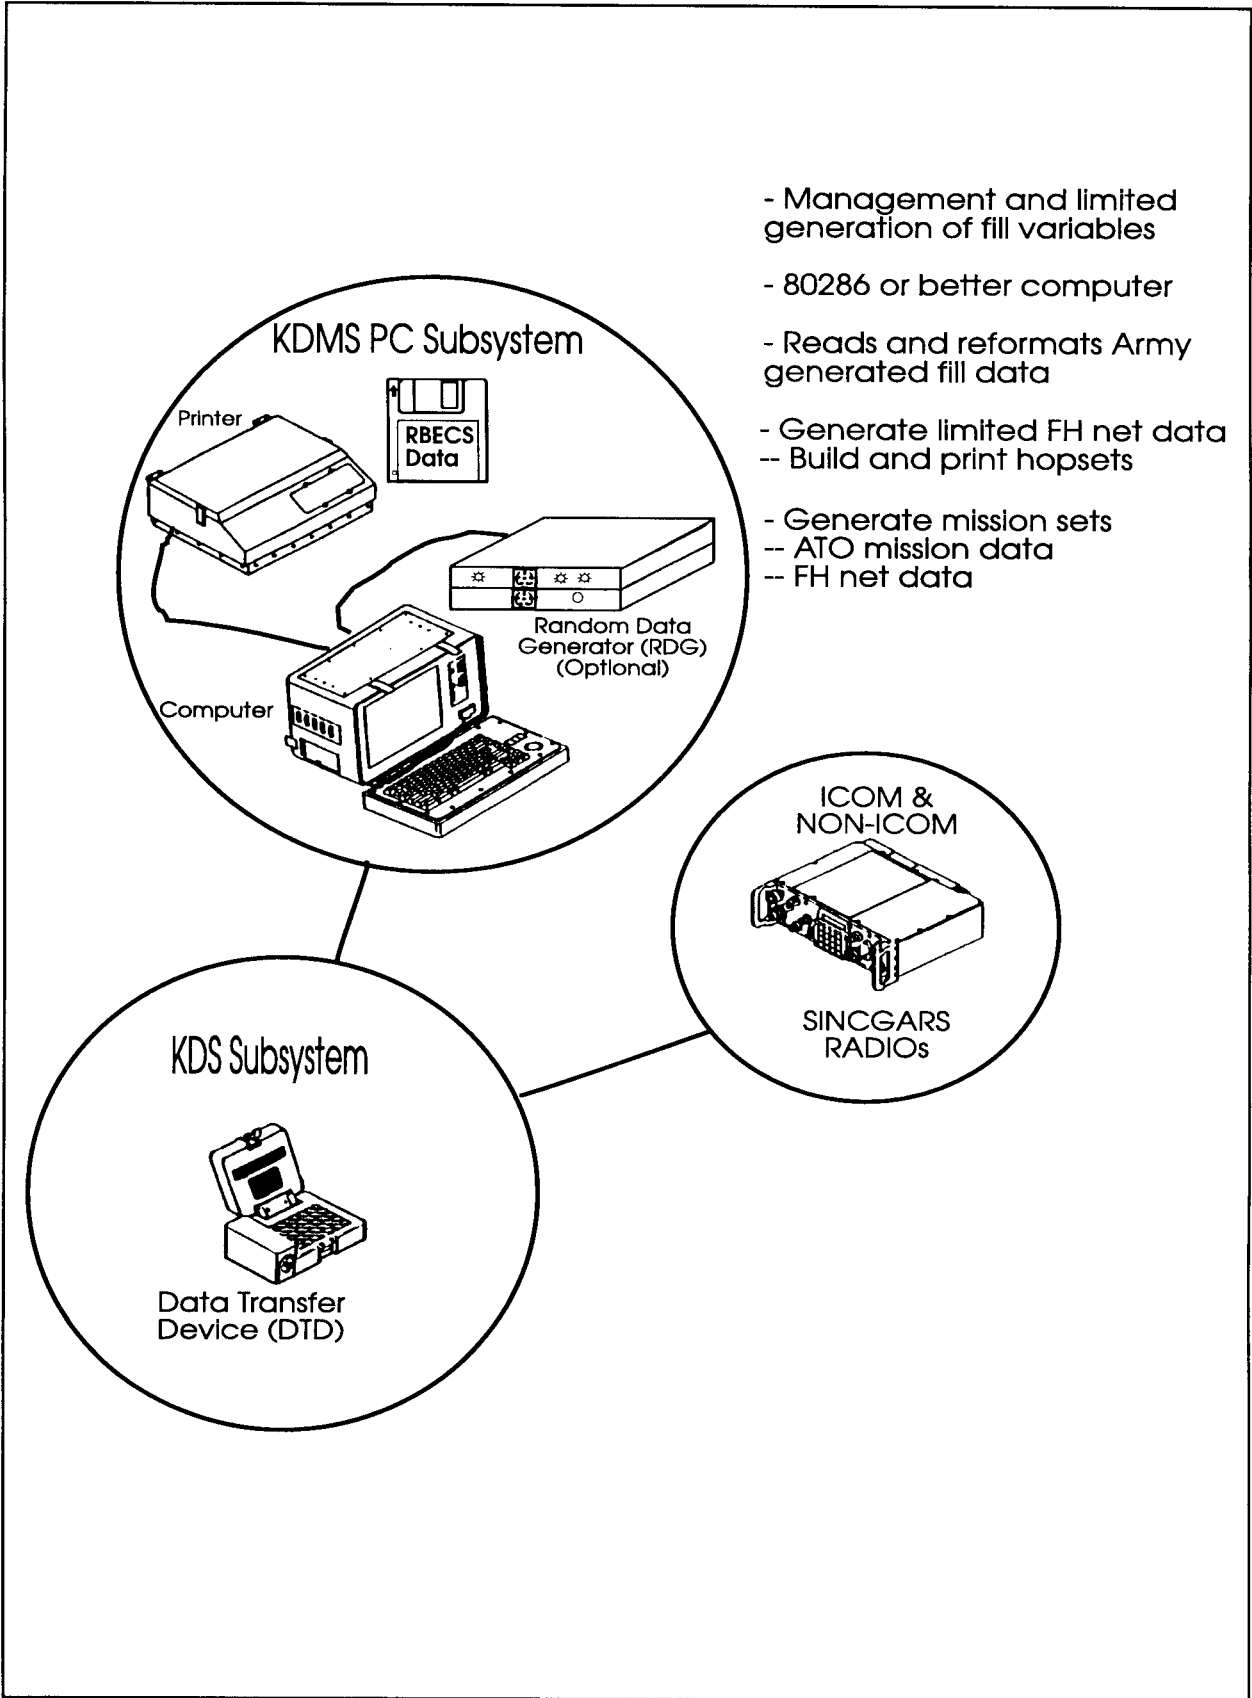 - Management and limited
generation of fill variables
- 80286 or better computer
- Reads and reformats Army
generated fill data
- Generate limited FH net data
-- Build and print hopsets
- Generate mission sets
-- ATO mission data
-- FH net data
KDMS PC Subsystem
Printer
RBECS
Data
Random Data
Generator (RDG)
(Optional)
Computer
ICOM &
NON-ICOM
SINCGARS
RADIOs
KDS Subsystem
Data Transfer
Device (DTD)